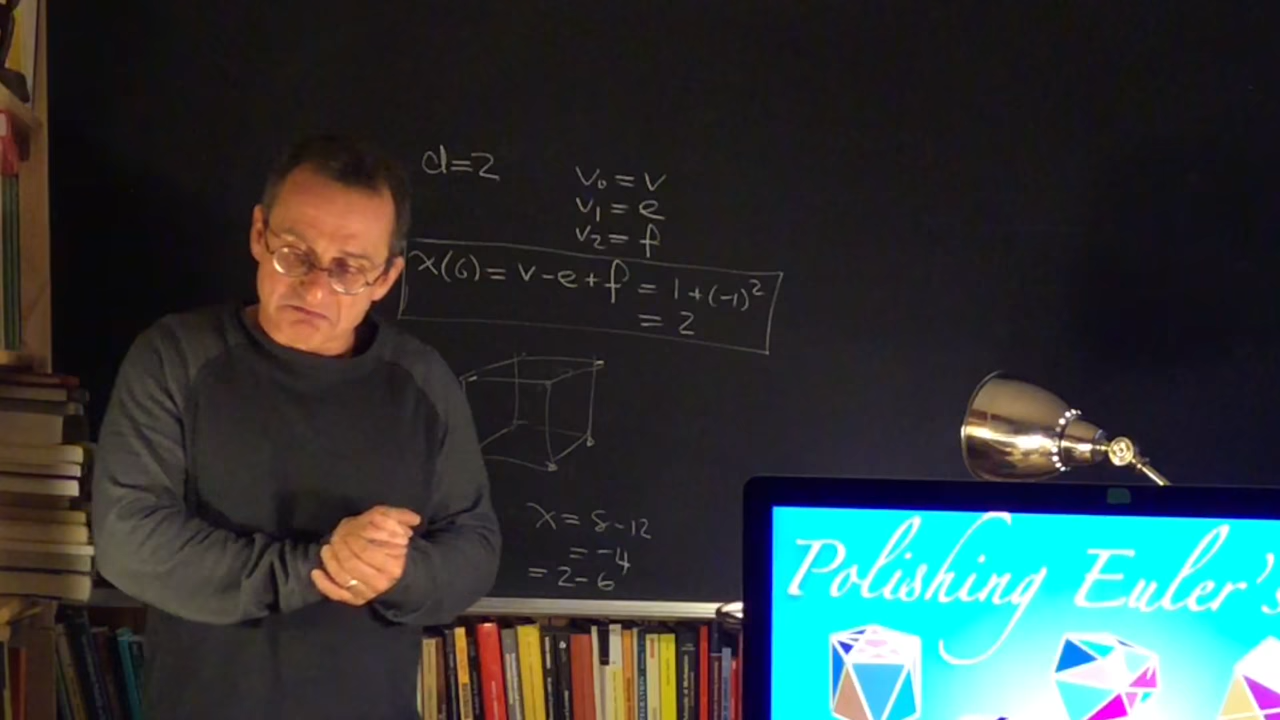 d=2
v₀ = v
v₁ = e
v₂ = f
χ(G) = v-e+f = 1+(-1)²
= 2
χ = 8-12
= -4
= 2-6
Polishing Euler's